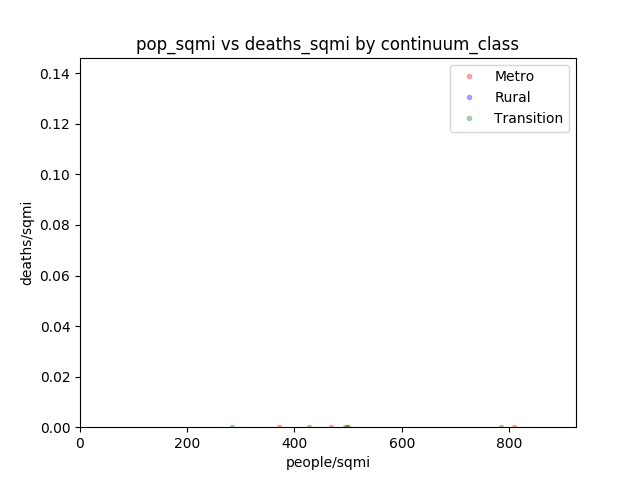 pop_sqmi vs deaths_sqmi by continuum_class
Metro
Rural
Transition
0.14
0.12
0.10
0.08
0.06
0.04
0.02
0.00
deaths/sqmi
0 200 400 600 800
people/sqmi